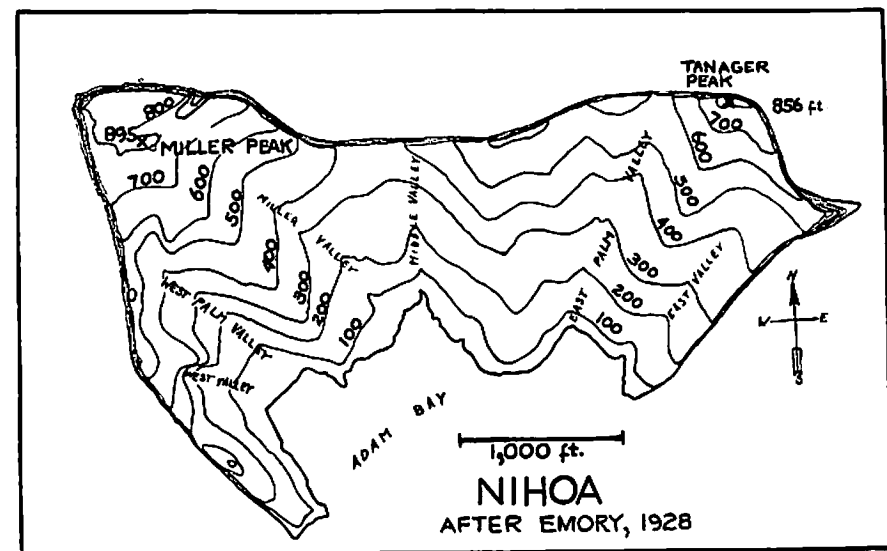 TANAGER
PEAK
856 ft
800
895
MILLER PEAK
700
600
500
400
300
200
100
700
600
500
400
300
200
100
MILLER VALLEY
MIDDLE VALLEY
WEST PALM VALLEY
WEST VALLEY
EAST PALM VALLEY
EAST VALLEY
N
W E
S
ADAM BAY
1,000 ft.
NIHOA
AFTER EMORY, 1928